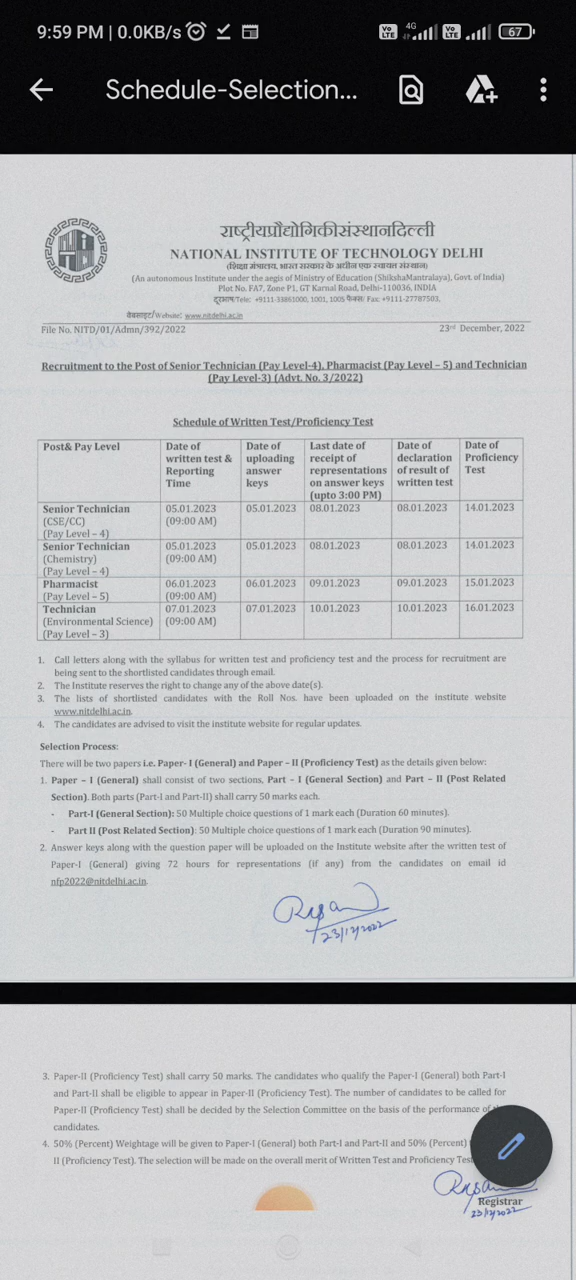 9:59 PM | 0.0KB/s
Vo LTE 4G Vo LTE 67
Schedule-Selection...
राष्ट्रीयप्रौद्योगिकीसंस्थानदिल्ली
NATIONAL INSTITUTE OF TECHNOLOGY DELHI
(शिक्षा मंत्रालय, भारत सरकार के अधीन एक स्वायत संस्थान)
(An autonomous Institute under the aegis of Ministry of Education (ShikshaMantralaya), Govt. of India)
Plot No. FA7, Zone P1, GT Karnal Road, Delhi-110036, INDIA
दूरभाष/Tele: +9111-33861000, 1001, 1005 फैक्स/ Fax: +9111-27787503,
वेबसाइट/Website: www.nitdelhi.ac.in
File No. NITD/01/Admn/392/2022 23rd December, 2022
Recruitment to the Post of Senior Technician (Pay Level-4), Pharmacist (Pay Level – 5) and Technician
(Pay Level-3) (Advt. No. 3/2022)
Schedule of Written Test/Proficiency Test
Post& Pay Level Date of Date of Last date of Date of Date of
written test & uploading receipt of declaration Proficiency
Reporting answer representations of result of Test
Time keys on answer keys written test
(upto 3:00 PM)
Senior Technician 05.01.2023 05.01.2023 08.01.2023 08.01.2023 14.01.2023
(CSE/CC) (09:00 AM)
(Pay Level – 4)
Senior Technician 05.01.2023 05.01.2023 08.01.2023 08.01.2023 14.01.2023
(Chemistry) (09:00 AM)
(Pay Level – 4)
Pharmacist 06.01.2023 06.01.2023 09.01.2023 09.01.2023 15.01.2023
(Pay Level – 5) (09:00 AM)
Technician 07.01.2023 07.01.2023 10.01.2023 10.01.2023 16.01.2023
(Environmental Science) (09:00 AM)
(Pay Level – 3)
1. Call letters along with the syllabus for written test and proficiency test and the process for recruitment are
being sent to the shortlisted candidates through email.
2. The Institute reserves the right to change any of the above date(s).
3. The lists of shortlisted candidates with the Roll Nos. have been uploaded on the institute website
www.nitdelhi.ac.in.
4. The candidates are advised to visit the institute website for regular updates.
Selection Process:
There will be two papers i.e. Paper- I (General) and Paper – II (Proficiency Test) as the details given below:
1. Paper – I (General) shall consist of two sections, Part – I (General Section) and Part – II (Post Related
Section). Both parts (Part-I and Part-II) shall carry 50 marks each.
- Part-I (General Section): 50 Multiple choice questions of 1 mark each (Duration 60 minutes).
- Part II (Post Related Section): 50 Multiple choice questions of 1 mark each (Duration 90 minutes).
2. Answer keys along with the question paper will be uploaded on the Institute website after the written test of
Paper-I (General) giving 72 hours for representations (if any) from the candidates on email id
nfp2022@nitdelhi.ac.in.
23/12/2022
3. Paper-II (Proficiency Test) shall carry 50 marks. The candidates who qualify the Paper-I (General) both Part-I
and Part-II shall be eligible to appear in Paper-II (Proficiency Test). The number of candidates to be called for
Paper-II (Proficiency Test) shall be decided by the Selection Committee on the basis of the performance of
candidates.
4. 50% (Percent) Weightage will be given to Paper-I (General) both Part-I and Part-II and 50% (Percent)
II (Proficiency Test). The selection will be made on the overall merit of Written Test and Proficiency Test
Registrar
23/12/2022